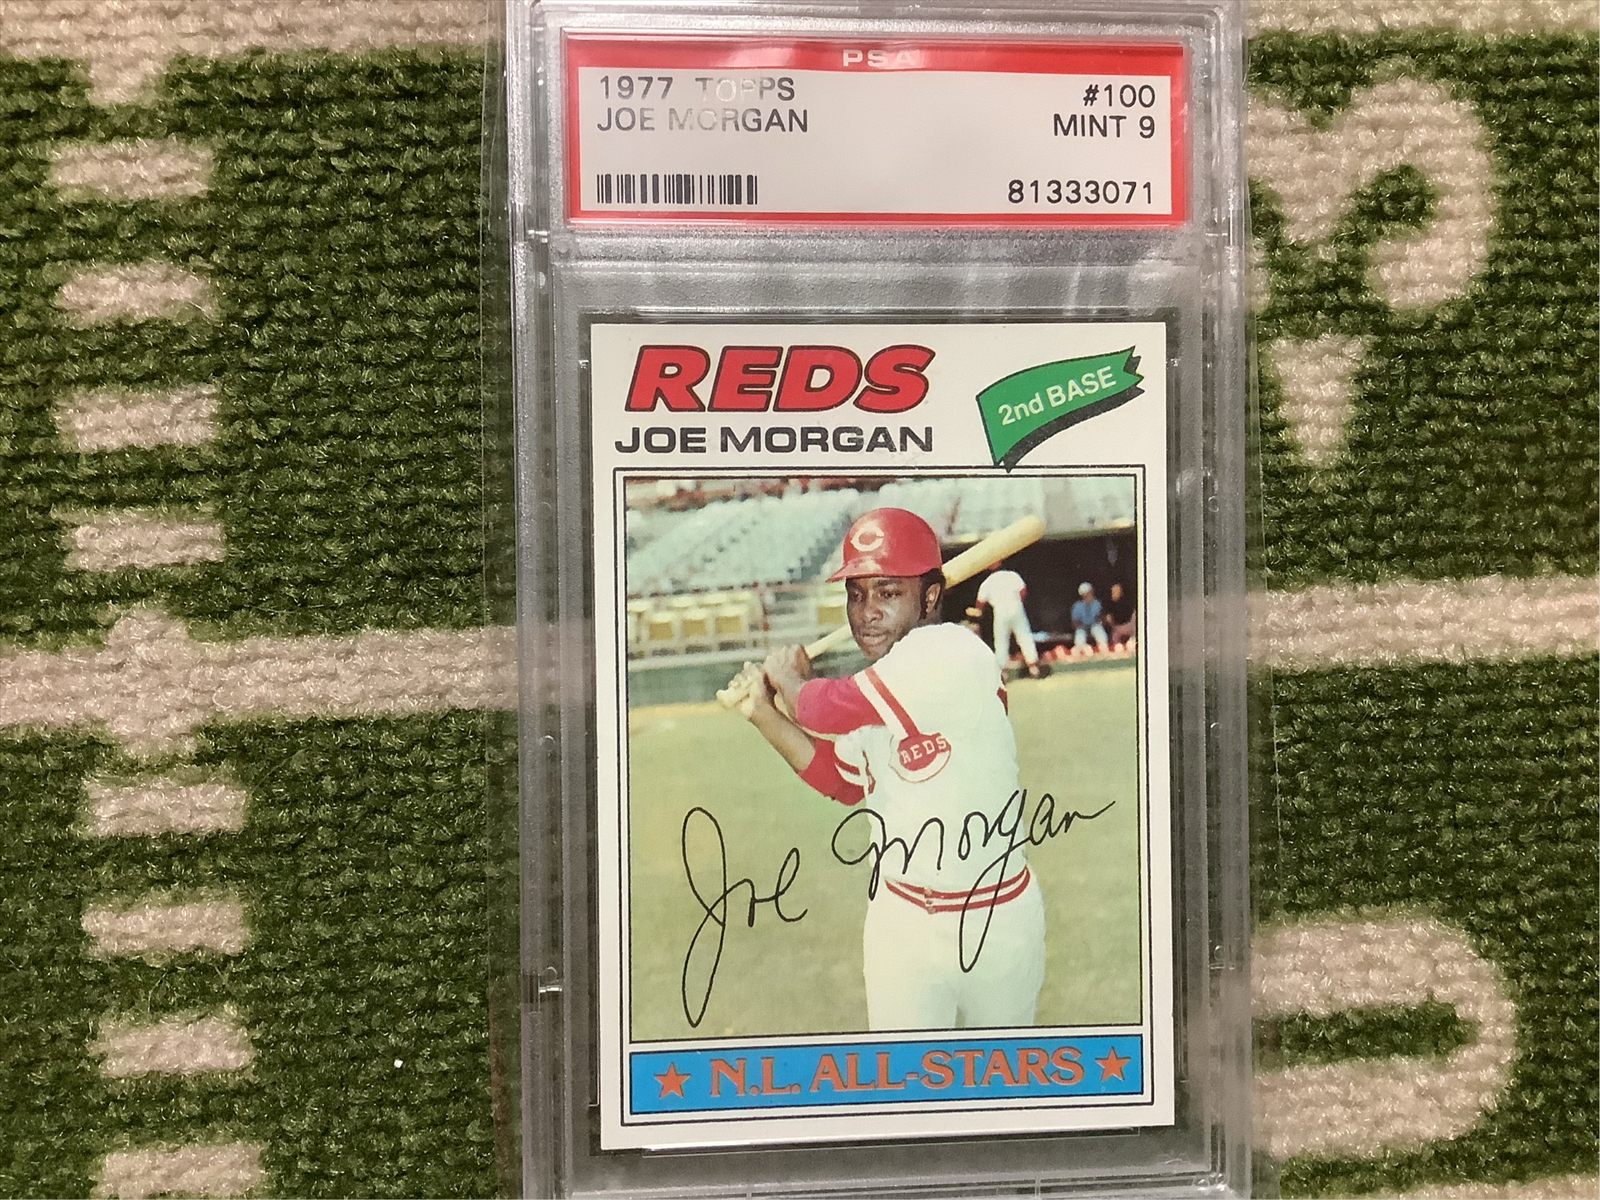 PSA
1977 TOPPS #100
JOE MORGAN MINT 9
81333071
REDS
JOE MORGAN
2nd BASE
C
REDS
Joe Morgan
★ N.L. ALL-STARS ★